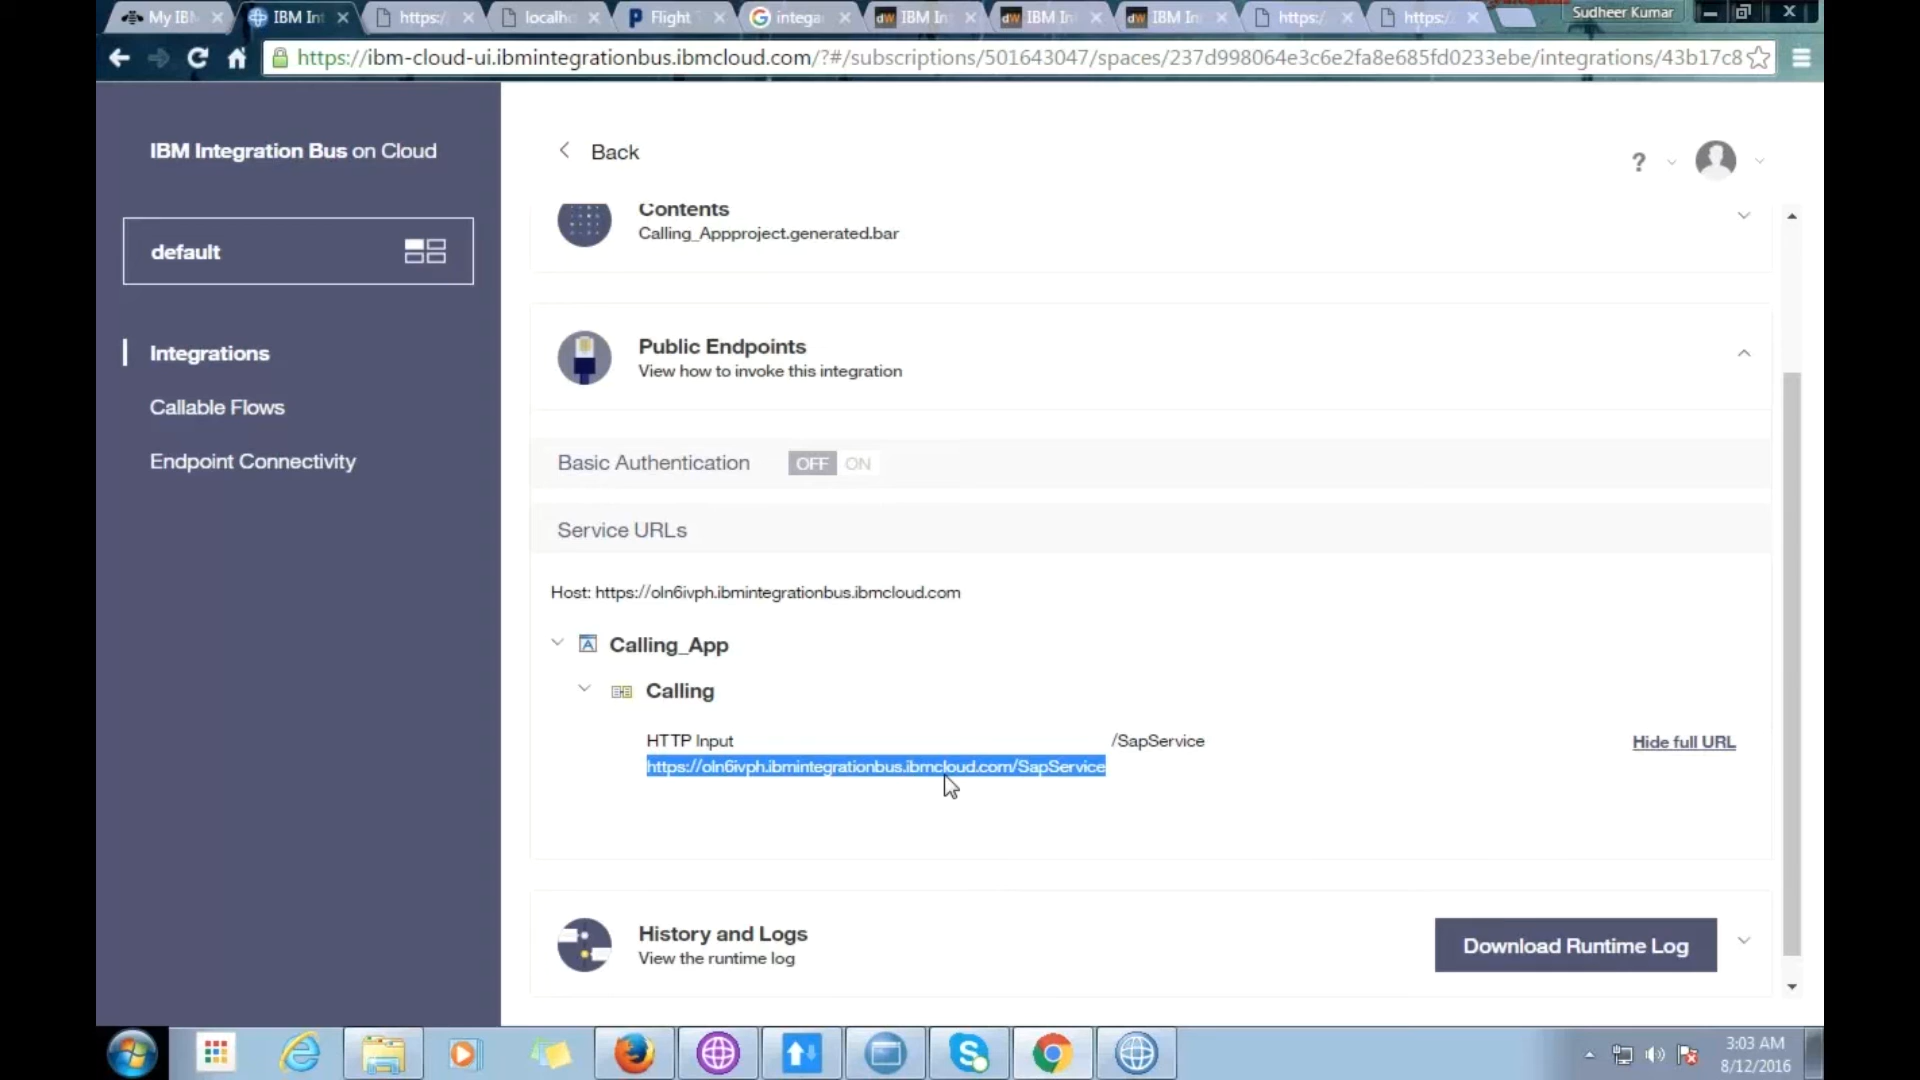 My IB
IBM Int
https:/
localho
Flight
intega
IBM In
IBM In
IBM In
https:/
https:/
Sudheer Kumar
https://ibm-cloud-ui.ibmintegrationbus.ibmcloud.com/?#/subscriptions/501643047/spaces/237d998064e3c6e2fa8e685fd0233ebe/integrations/43b17c8
IBM Integration Bus on Cloud
default
Integrations
Callable Flows
Endpoint Connectivity
Back
?
Contents
Calling_Appproject.generated.bar
Public Endpoints
View how to invoke this integration
Basic Authentication OFF ON
Service URLs
Host: https://oln6ivph.ibmintegrationbus.ibmcloud.com
Calling_App
Calling
HTTP Input /SapService Hide full URL
https://oln6ivph.ibmintegrationbus.ibmcloud.com/SapService
History and Logs
View the runtime log
Download Runtime Log
3:03 AM
8/12/2016